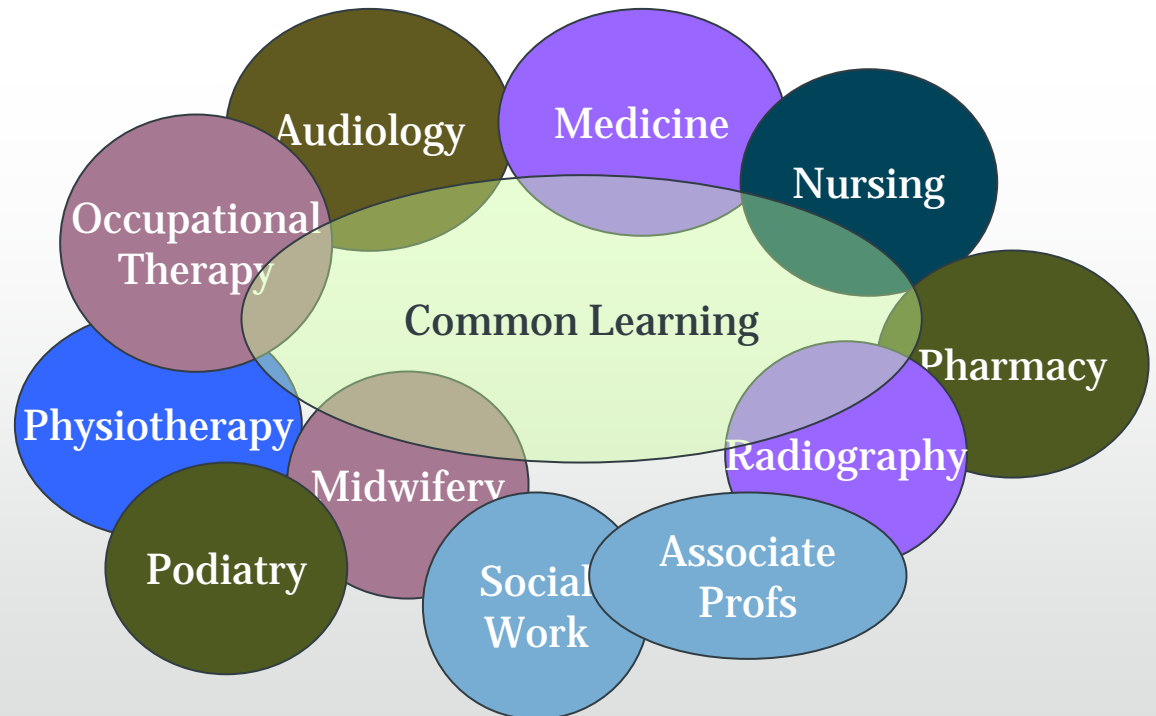 Audiology
Medicine
Nursing
Occupational
Therapy
Common Learning
Pharmacy
Physiotherapy
Radiography
Midwifery
Podiatry
Social
Work
Associate
Profs